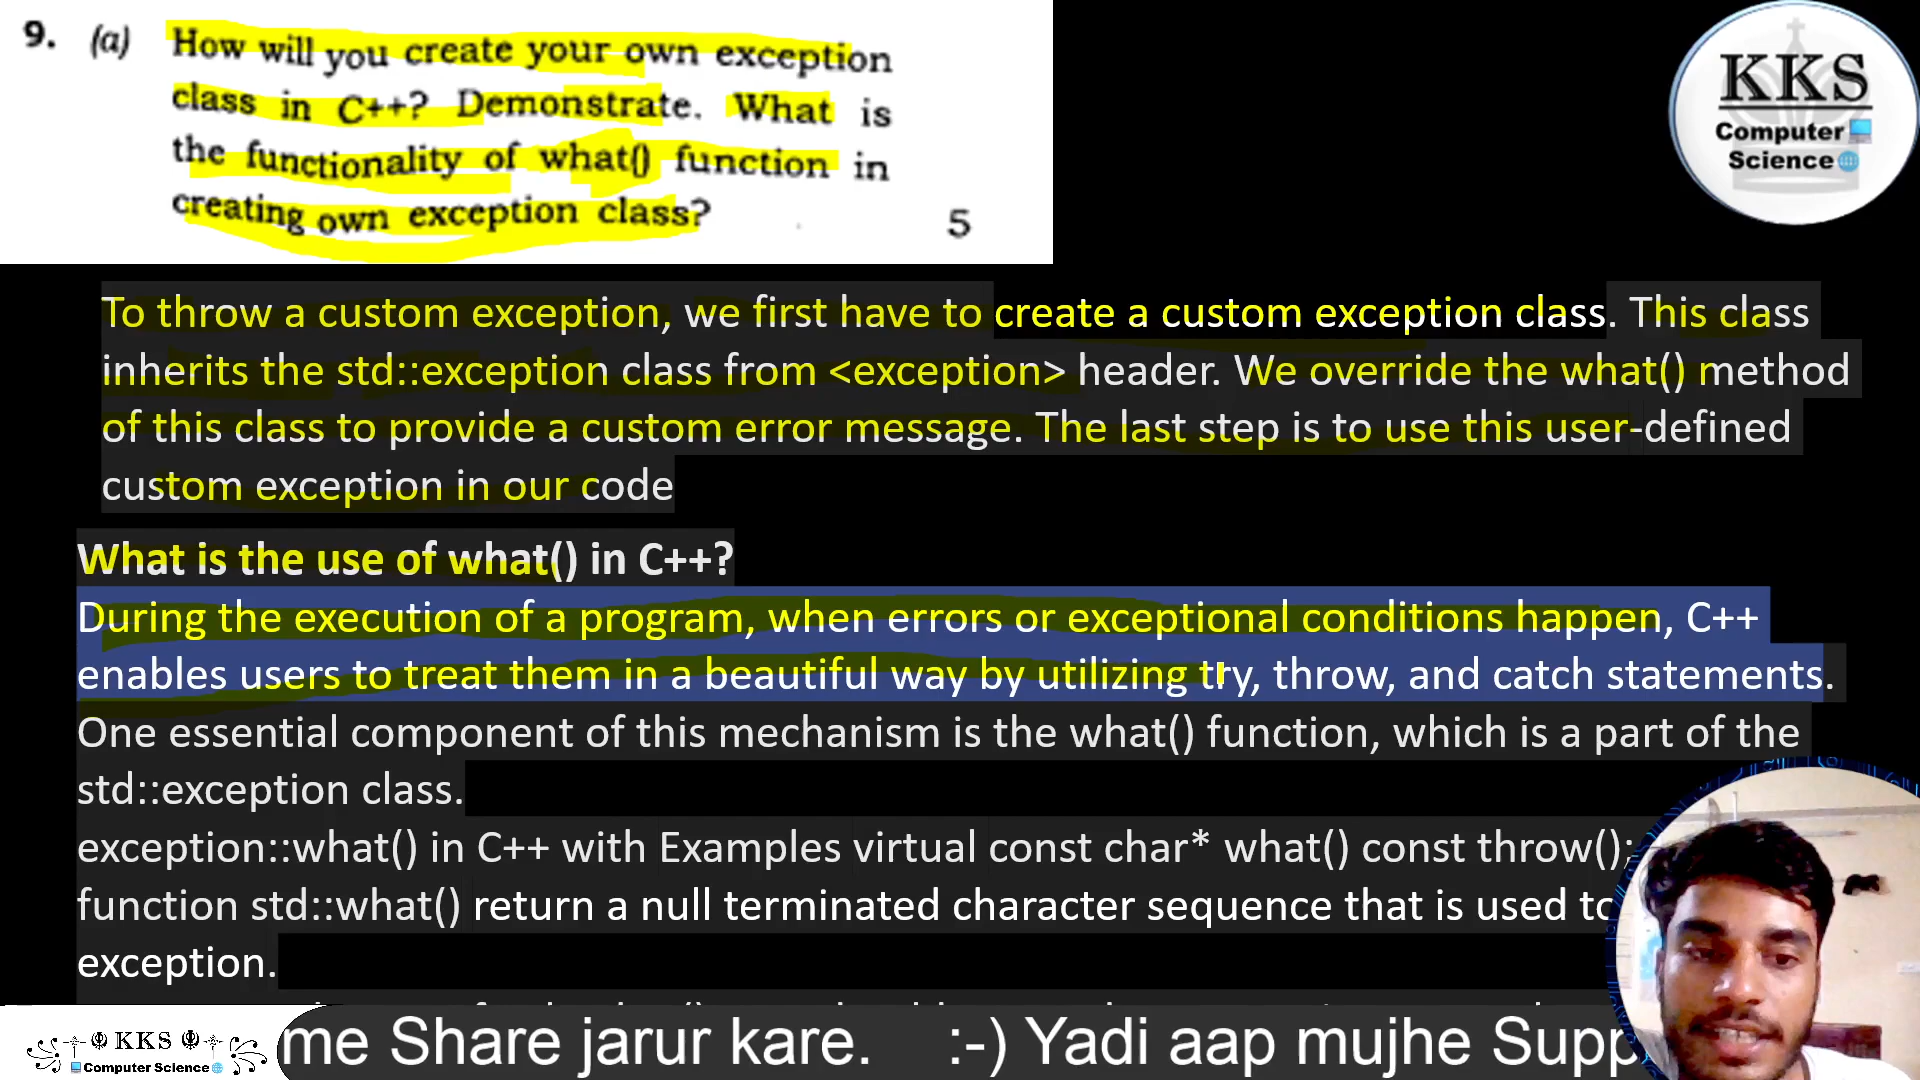 9. (a) How will you create your own exception
class in C++? Demonstrate. What is
the functionality of what() function in
creating own exception class? 5
KKS
Computer
Science
To throw a custom exception, we first have to create a custom exception class. This class
inherits the std::exception class from <exception> header. We override the what() method
of this class to provide a custom error message. The last step is to use this user-defined
custom exception in our code
What is the use of what() in C++?
During the execution of a program, when errors or exceptional conditions happen, C++
enables users to treat them in a beautiful way by utilizing try, throw, and catch statements.
One essential component of this mechanism is the what() function, which is a part of the
std::exception class.
exception::what() in C++ with Examples virtual const char* what() const throw();
function std::what() return a null terminated character sequence that is used to
exception.
KKS
Computer Science
me Share jarur kare. :-) Yadi aap mujhe Supp